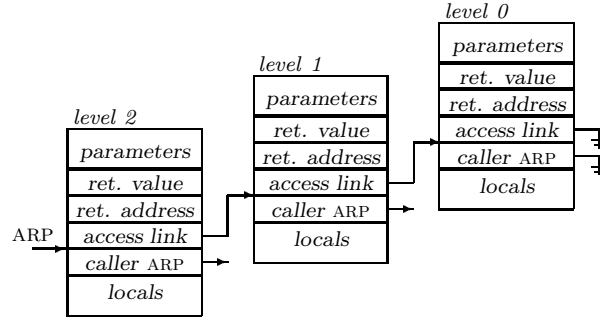 level 0
parameters
ret. value
ret. address
access link
caller ARP
locals
level 1
parameters
ret. value
ret. address
access link
caller ARP
locals
level 2
parameters
ret. value
ret. address
access link
caller ARP
locals
ARP